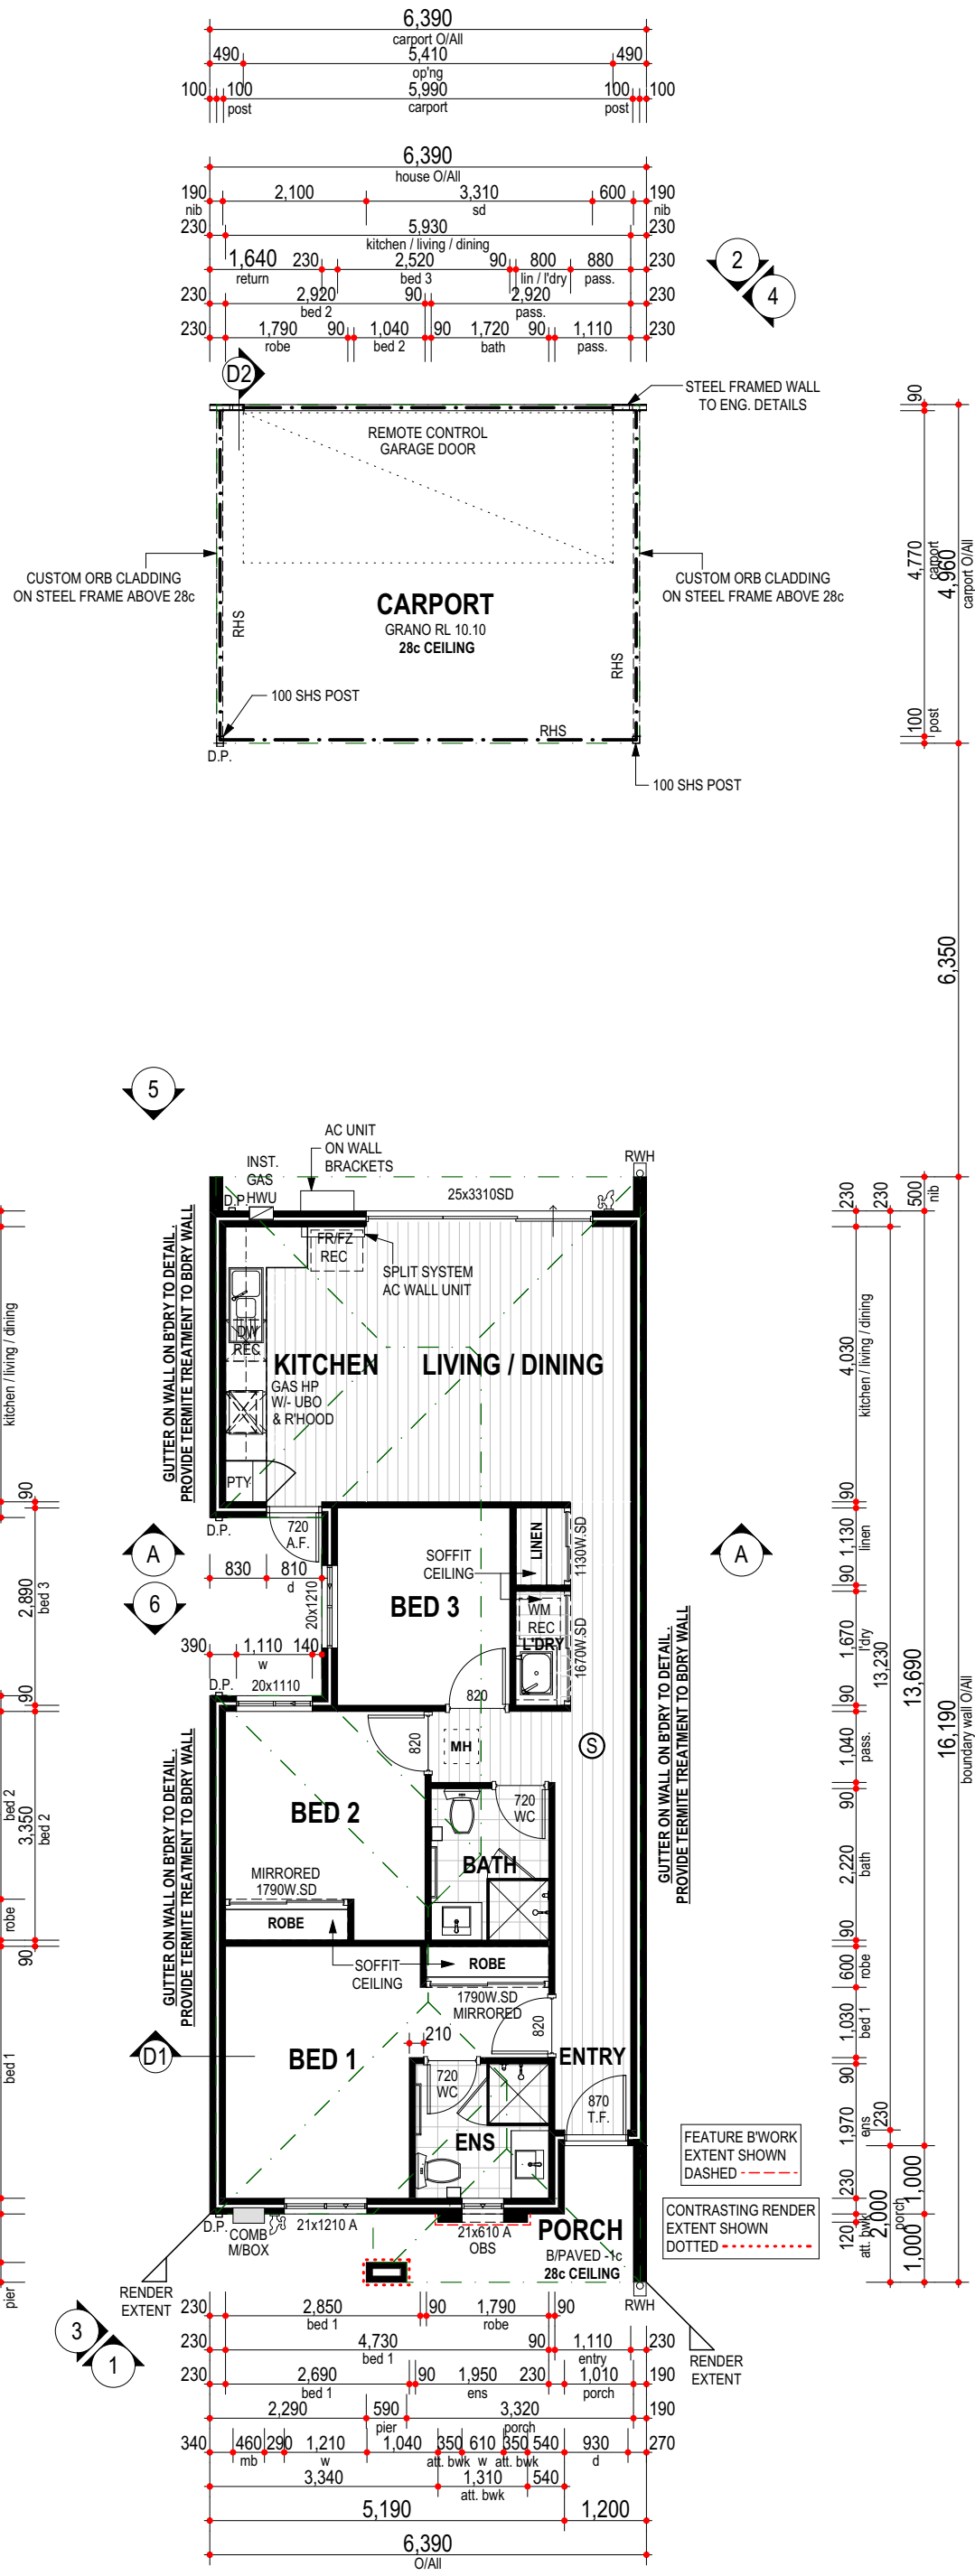 6,390
carport O/All
490 5,410 490
op'ng
100 100 5,990 100 100
post carport post
6,390
house O/All
190 2,100 3,310 600 190
nib sd nib
230 5,930 230
kitchen / living / dining
1,640 230 2,520 90 800 880 230
return bed 3 lin / l'dry pass.
230 2,920 90 2,920 230
bed 2 pass.
230 1,790 90 1,040 90 1,720 90 1,110 230
robe bed 2 bath pass.
2
4
D2
STEEL FRAMED WALL
TO ENG. DETAILS
REMOTE CONTROL
GARAGE DOOR
CUSTOM ORB CLADDING
ON STEEL FRAME ABOVE 28c
CUSTOM ORB CLADDING
ON STEEL FRAME ABOVE 28c
CARPORT
GRANO RL 10.10
28c CEILING
RHS
RHS
RHS
100 SHS POST
D.P.
100 SHS POST
90
4,770
carport
4,960
carport O/All
100
post
6,350
5
AC UNIT
ON WALL
BRACKETS
INST.
GAS
HWU
D.P.
RWH
25x3310SD
FR/FZ
REC
SPLIT SYSTEM
AC WALL UNIT
DW
REC
KITCHEN LIVING / DINING
GAS HP
W/- UBO
& R'HOOD
PTY
GUTTER ON WALL ON B'DRY TO DETAIL.
PROVIDE TERMITE TREATMENT TO BDRY WALL
D.P.
720
A.F.
A
6
830 810
d
20x1210
SOFFIT
CEILING
LINEN
1130W.SD
BED 3
WM
REC
L'DRY
1670W.SD
A
390 1,110 140
w
D.P. 20x1110
820
820
MH
S
GUTTER ON WALL ON B'DRY TO DETAIL.
PROVIDE TERMITE TREATMENT TO BDRY WALL
GUTTER ON WALL ON B'DRY TO DETAIL.
PROVIDE TERMITE TREATMENT TO BDRY WALL
BED 2
720
WC
BATH
MIRRORED
1790W.SD
ROBE
SOFFIT
CEILING
ROBE
1790W.SD
MIRRORED
820
210
D1
BED 1
720
WC
ENTRY
870
T.F.
ENS
FEATURE B'WORK
EXTENT SHOWN
DASHED
CONTRASTING RENDER
EXTENT SHOWN
DOTTED
D.P.
COMB
M/BOX
21x1210 A
21x610 A
OBS
PORCH
B/PAVED -1c
28c CEILING
RENDER
EXTENT
RWH
RENDER
EXTENT
3
1
kitchen / living / dining
90
2,890
bed 3
90
bed 2
3,350
bed 2
robe
90
bed 1
pier
230
230
500
nib
4,030
kitchen / living / dining
90
1,130
linen
90
1,670
l'dry
13,230
13,690
16,190
boundary wall O/All
90
1,040
pass.
90
2,220
bath
90
600
robe
1,030
bed 1
90
1,970
ens
230
230
2,000
porch
1,000
120
att. bwk
1,000
230 2,850 90 1,790 90
bed 1 robe
230 4,730 90 1,110 230
bed 1 entry
230 2,690 90 1,950 230 1,010 190
bed 1 ens porch
2,290 590 3,320 190
pier porch
340 460 290 1,210 1,040 350 610 350 540 930 270
mb w att. bwk w att. bwk d
3,340 1,310 540
att. bwk
5,190 1,200
6,390
O/All